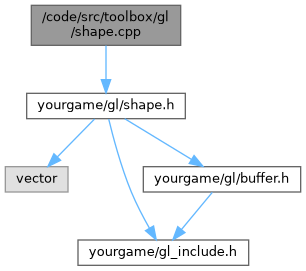 /code/src/toolbox/gl
/shape.cpp
yourgame/gl/shape.h
vector
yourgame/gl/buffer.h
yourgame/gl_include.h